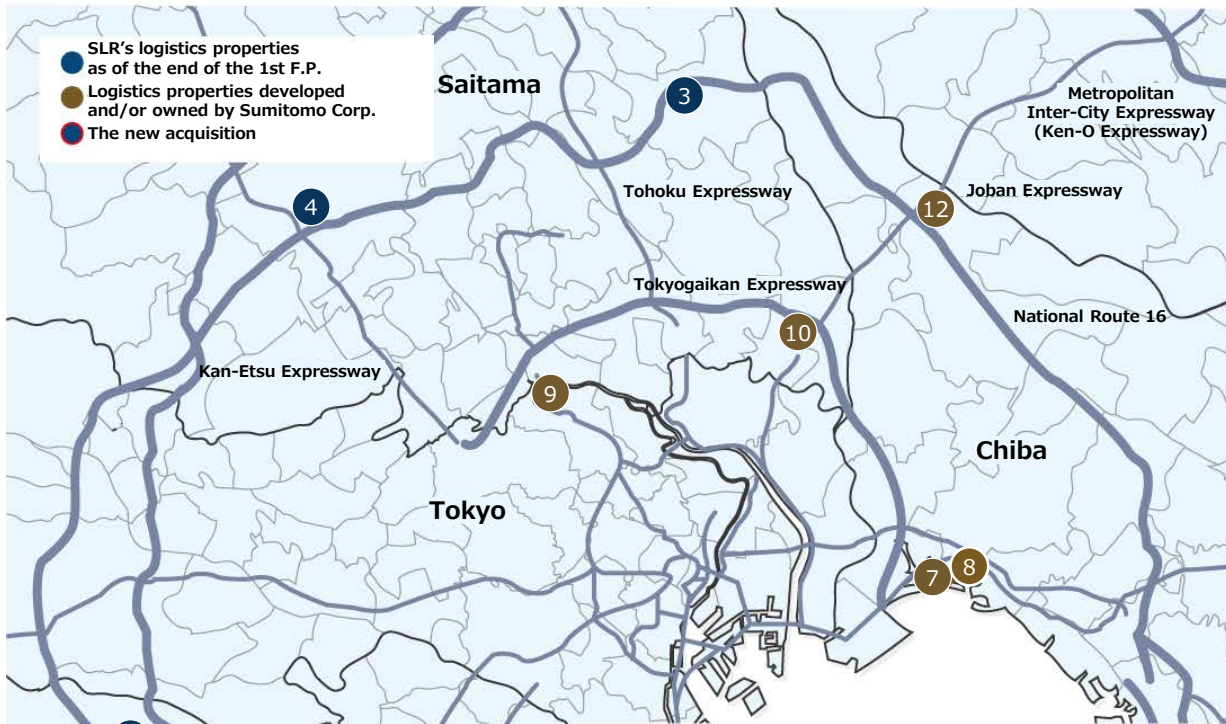 SLR's logistics properties
as of the end of the 1st F.P.
Logistics properties developed
and/or owned by Sumitomo Corp.
The new acquisition
Saitama
3
Metropolitan
Inter-City Expressway
(Ken-O Expressway)
4
Tohoku Expressway
Joban Expressway
12
Tokyogaikan Expressway
10
National Route 16
Kan-Etsu Expressway
9
Chiba
Tokyo
7
8